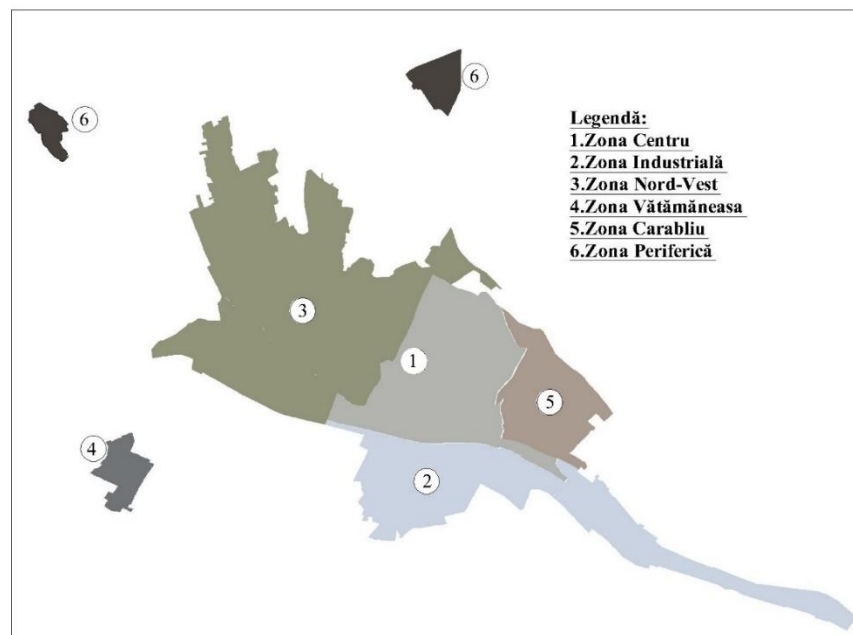 6
6
Legendă:
1.Zona Centru
2.Zona Industrială
3.Zona Nord-Vest
4.Zona Vătămăneasa
5.Zona Carabliu
6.Zona Periferică
3
1
5
4
2